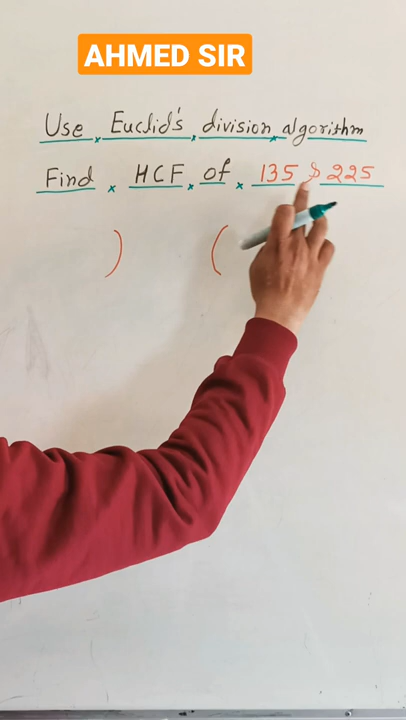 AHMED SIR
Use Euclid's division algorithm
Find HCF of 135 & 225
) (